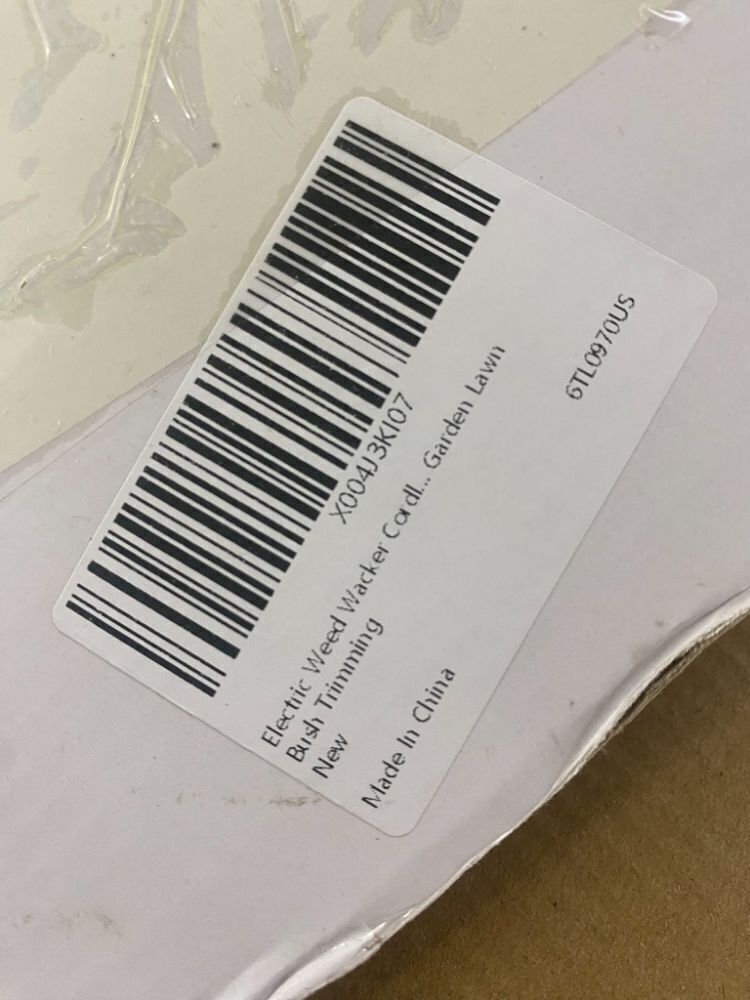 X004J3KI07
Electric Weed Wacker Cordl... Garden Lawn
Bush Trimming
New
Made In China
6TL0970US